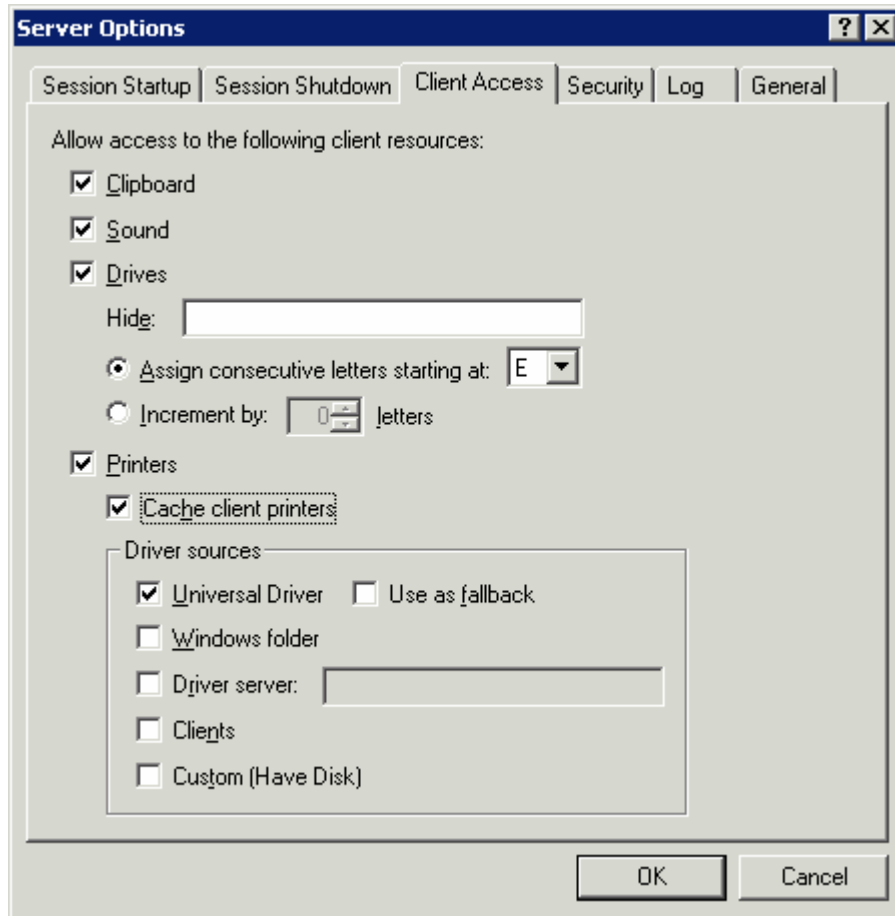 Server Options
Session Startup Session Shutdown Client Access Security Log General
Allow access to the following client resources:
Clipboard
Sound
Drives
Hide:
Assign consecutive letters starting at: E
Increment by: 0 letters
Printers
Cache client printers
Driver sources
Universal Driver Use as fallback
Windows folder
Driver server:
Clients
Custom (Have Disk)
OK Cancel